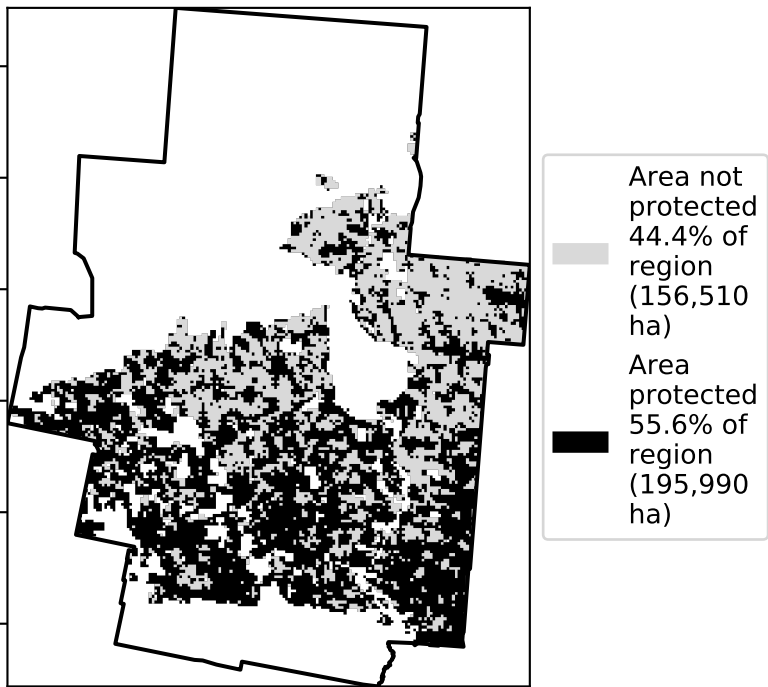 Area not
protected
44.4% of
region
(156,510
ha)
Area
protected
55.6% of
region
(195,990
ha)